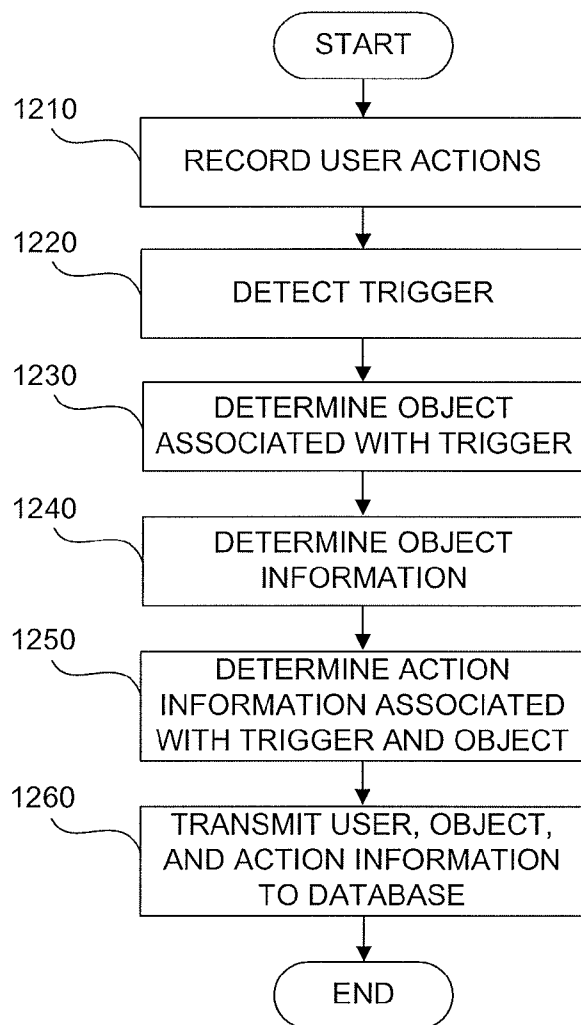 START
1210
RECORD USER ACTIONS
1220
DETECT TRIGGER
1230
DETERMINE OBJECT
ASSOCIATED WITH TRIGGER
1240
DETERMINE OBJECT
INFORMATION
1250
DETERMINE ACTION
INFORMATION ASSOCIATED
WITH TRIGGER AND OBJECT
1260
TRANSMIT USER, OBJECT,
AND ACTION INFORMATION
TO DATABASE
END